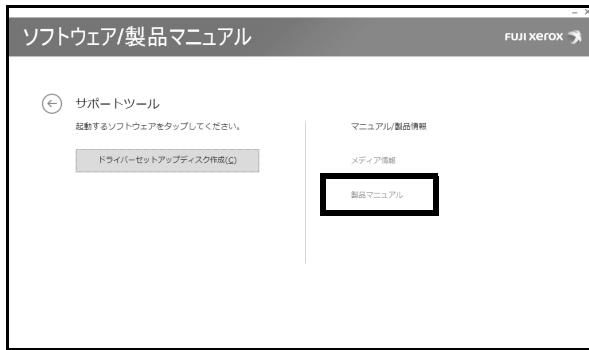 ソフトウェア/製品マニュアル
FUJI xerox
サポートツール
起動するソフトウェアをタップしてください。
ドライバーセットアップディスク作成(C)
マニュアル/製品情報
メディア情報
製品マニュアル